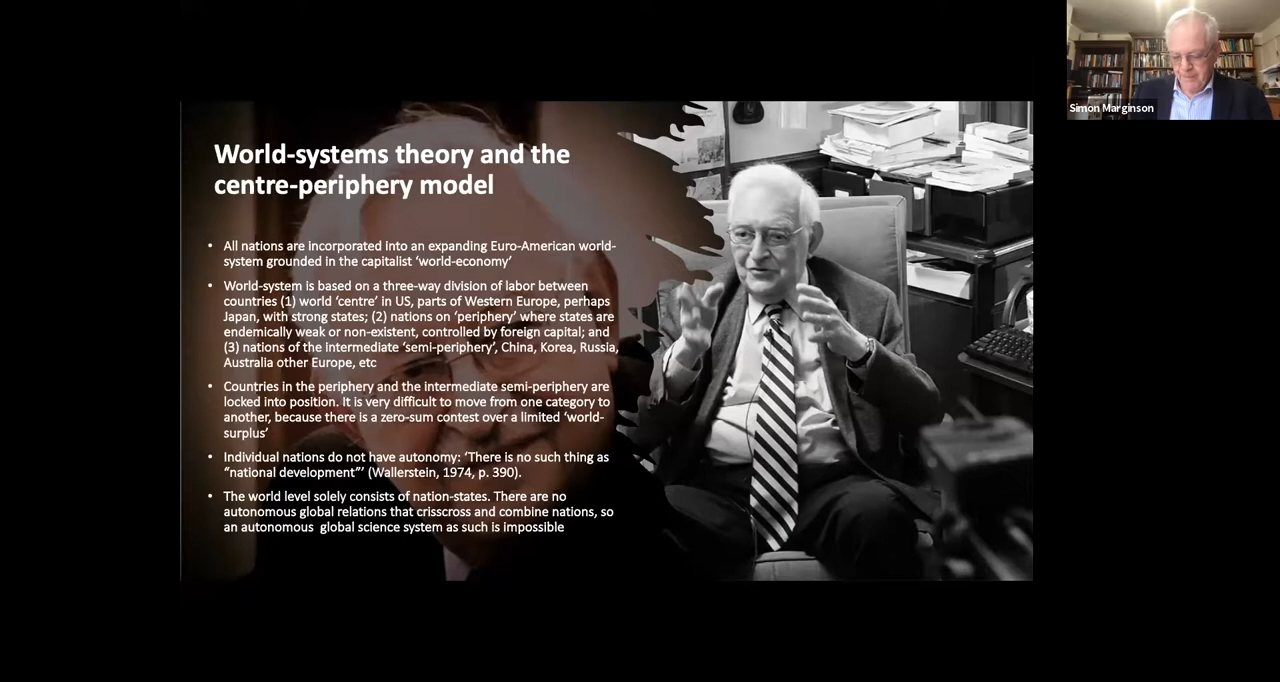 World-systems theory and the
centre-periphery model
• All nations are incorporated into an expanding Euro-American world-
system grounded in the capitalist ‘world-economy’
• World-system is based on a three-way division of labor between
countries (1) world ‘centre’ in US, parts of Western Europe, perhaps
Japan, with strong states; (2) nations on ‘periphery’ where states are
endemically weak or non-existent, controlled by foreign capital; and
(3) nations of the intermediate ‘semi-periphery’, China, Korea, Russia,
Australia other Europe, etc
• Countries in the periphery and the intermediate semi-periphery are
locked into position. It is very difficult to move from one category to
another, because there is a zero-sum contest over a limited ‘world-
surplus’
• Individual nations do not have autonomy: ‘There is no such thing as
“national development”’ (Wallerstein, 1974, p. 390).
• The world level solely consists of nation-states. There are no
autonomous global relations that crisscross and combine nations, so
an autonomous global science system as such is impossible
Simon Marginson